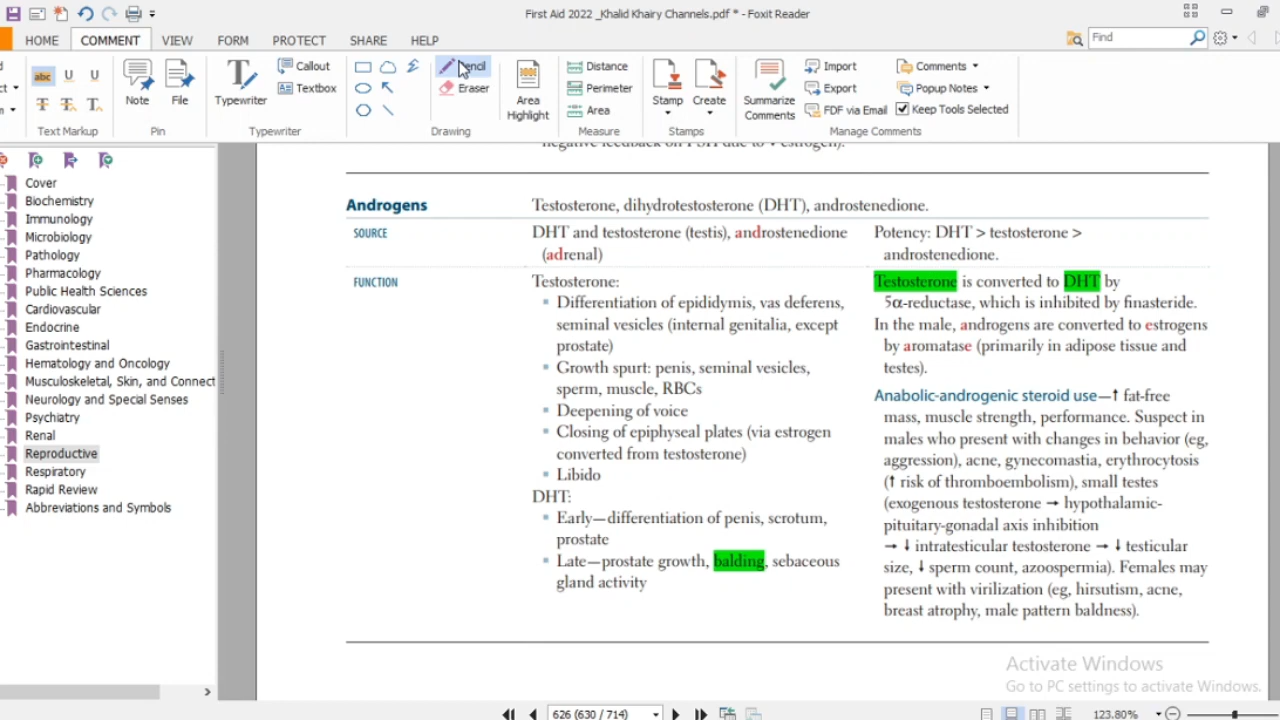 First Aid 2022 _Khalid Khairy Channels.pdf * - Foxit Reader
HOME COMMENT VIEW FORM PROTECT SHARE HELP
Find
abc U U
T T T
Text Markup
Note
File
Pin
Typewriter
Callout
Textbox
Typewriter
Pencil
Eraser
Drawing
Area
Highlight
Distance
Perimeter
Area
Measure
Stamp
Create
Stamps
Summarize
Comments
Import
Export
FDF via Email
Comments
Popup Notes
Keep Tools Selected
Manage Comments
Cover
Biochemistry
Immunology
Microbiology
Pathology
Pharmacology
Public Health Sciences
Cardiovascular
Endocrine
Gastrointestinal
Hematology and Oncology
Musculoskeletal, Skin, and Connect
Neurology and Special Senses
Psychiatry
Renal
Reproductive
Respiratory
Rapid Review
Abbreviations and Symbols
negative feedback on FSH due to ↓ estrogen).
Androgens
Testosterone, dihydrotestosterone (DHT), androstenedione.
SOURCE
DHT and testosterone (testis), androstenedione
(adrenal)
Potency: DHT > testosterone >
androstenedione.
FUNCTION
Testosterone:
▪ Differentiation of epididymis, vas deferens,
seminal vesicles (internal genitalia, except
prostate)
▪ Growth spurt: penis, seminal vesicles,
sperm, muscle, RBCs
▪ Deepening of voice
▪ Closing of epiphyseal plates (via estrogen
converted from testosterone)
▪ Libido
DHT:
▪ Early—differentiation of penis, scrotum,
prostate
▪ Late—prostate growth, balding, sebaceous
gland activity
Testosterone is converted to DHT by
5α-reductase, which is inhibited by finasteride.
In the male, androgens are converted to estrogens
by aromatase (primarily in adipose tissue and
testes).
Anabolic-androgenic steroid use—↑ fat-free
mass, muscle strength, performance. Suspect in
males who present with changes in behavior (eg,
aggression), acne, gynecomastia, erythrocytosis
(↑ risk of thromboembolism), small testes
(exogenous testosterone → hypothalamic-
pituitary-gonadal axis inhibition
→ ↓ intratesticular testosterone → ↓ testicular
size, ↓ sperm count, azoospermia). Females may
present with virilization (eg, hirsutism, acne,
breast atrophy, male pattern baldness).
Activate Windows
Go to PC settings to activate Windows.
626 (630 / 714)
123.80%